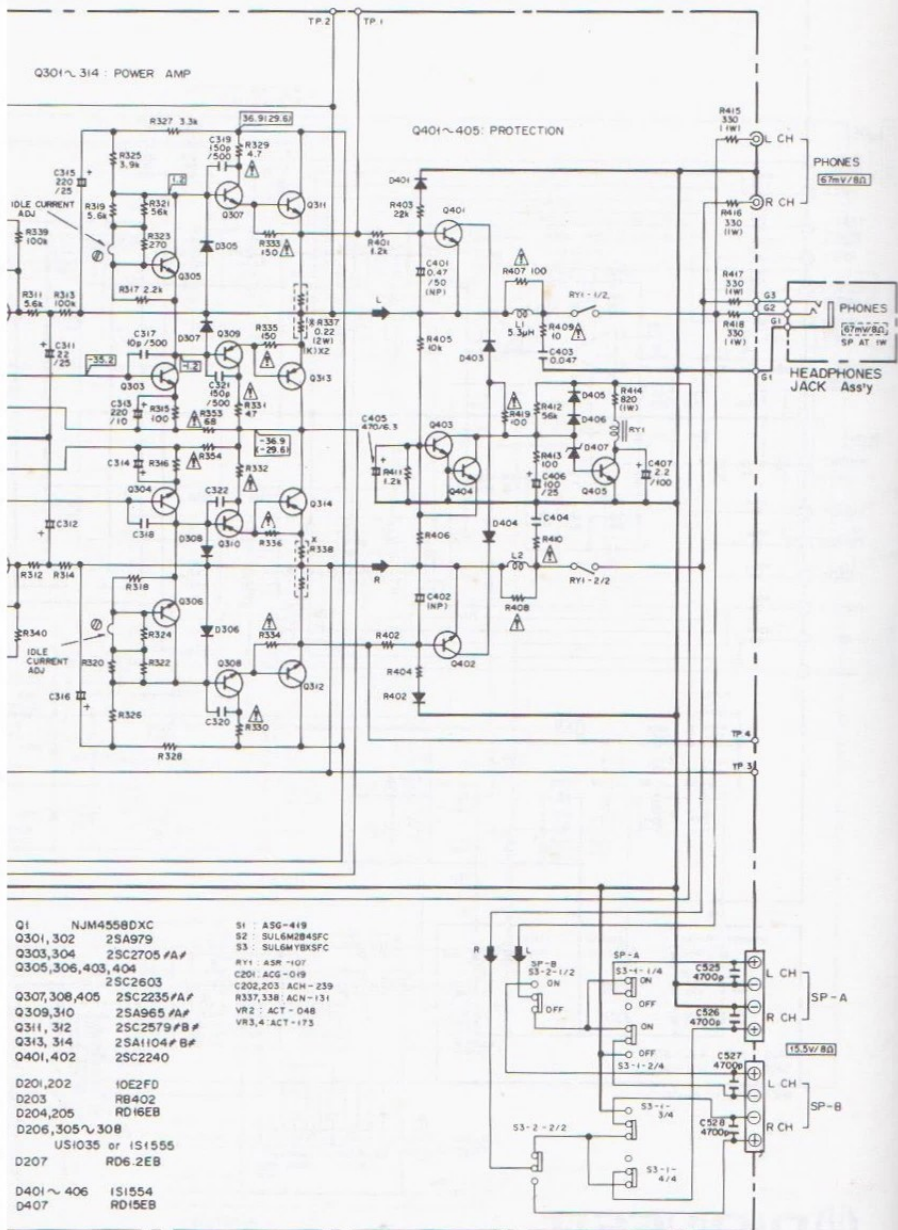 TP.2
TP.1
Q301~314 : POWER AMP
Q401~405: PROTECTION
R327 3.3k
36.9(29.6)
C319
150p
/500
R329
4.7
R325
3.9k
C315
220
/25
1.2
R319
5.6k
R321
56k
Q307
Q311
IDLE CURRENT
ADJ
R323
270
D305
R333
150
Q305
R339
100k
R317 2.2k
R311
5.6k
R313
100k
L
R337
0.22
(2W)
(K)X2
D307
C317
10p/500
Q309
R335
150
C311
22
/25
-35.2
-1.2
Q303
C321
150p
/500
Q313
C313
220
/10
R315
100
R353
68
R331
47
R354
-36.9
(-29.6)
C314
R316
R332
Q304
C322
Q314
C312
C318
D308
Q310
R336
X
R338
R312
R314
R
R318
Q306
R340
R324
D306
R334
IDLE
CURRENT
ADJ
R320
R322
Q308
Q312
C316
C320
R326
R330
R328
D401
R403
22k
Q401
R401
1.2k
C401
0.47
/50
(NP)
R407 100
RY1-1/2
L1
5.3µH
R409
10
C403
0.047
R405
10k
D403
C405
470/6.3
Q403
R419
100
R412
56k
D405
R414
820
(1W)
D406
RY1
D407
R411
1.2k
R413
100
C406
100
/25
Q404
Q405
C407
2.2
/100
D404
C404
R406
R410
L2
RY1-2/2
C402
(NP)
R408
R402
Q402
R404
R402
R415
330
(1W)
L CH
PHONES
67mV/8Ω
R CH
R416
330
(1W)
R417
330
(1W)
G3
G2
G1
PHONES
67mV/8Ω
SP AT 1W
R418
330
(1W)
HEADPHONES
JACK Ass'y
G1
TP 4
TP 3
Q1 NJM4558DXC
Q301,302 2SA979
Q303,304 2SC2705#A#
Q305,306,403,404
2SC2603
Q307,308,405 2SC2235#A#
Q309,310 2SA965#A#
Q311, 312 2SC2579#B#
Q313, 314 2SA1104#B#
Q401,402 2SC2240
D201,202 10E2FD
D203 RB402
D204,205 RD16EB
D206,305~308
US1035 or 1S1555
D207 RD6.2EB
D401~406 1S1554
D407 RD15EB
S1 : ASG-419
S2 : SUL6M2B4SFC
S3 : SUL6MYBXSFC
RY1 : ASR-107
C201 : ACG-019
C202,203 : ACH-239
R337,338 : ACN-131
VR2 : ACT-048
VR3,4 : ACT-173
R
L
SP-B
S3-2-1/2
ON
OFF
SP-A
S3-1-1/4
ON
OFF
ON
OFF
S3-1-2/4
S3-2-2/2
S3-1-
3/4
S3-1-
4/4
C525
4700p
L CH
SP-A
C526
4700p
R CH
15.5V/8Ω
C527
4700p
L CH
SP-B
C528
4700p
R CH